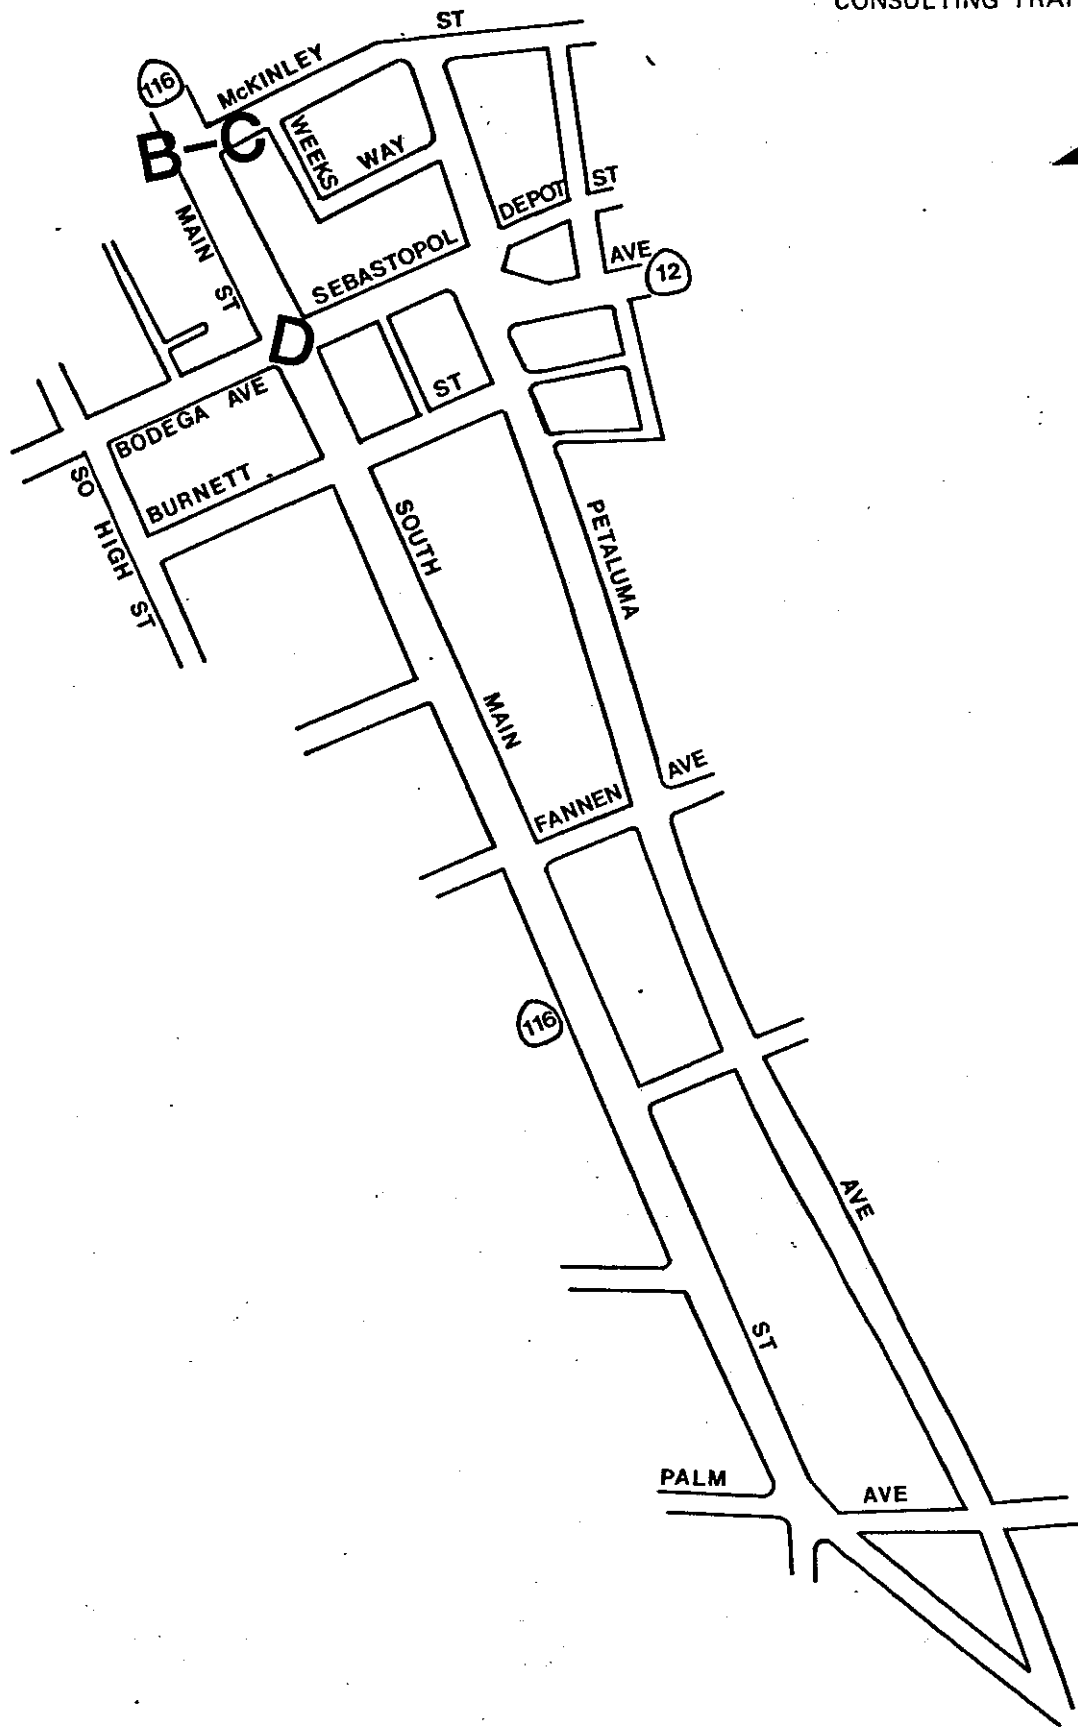 CONSULTING
ST
McKINLEY
116
B-C
WEEKS WAY
DEPOT ST
MAIN ST
SEBASTOPOL AVE
12
D
ST
BODEGA AVE
BURNETT
SO HIGH ST
SOUTH
PETALUMA
MAIN
AVE
FANNEN
116
AVE
ST
PALM AVE